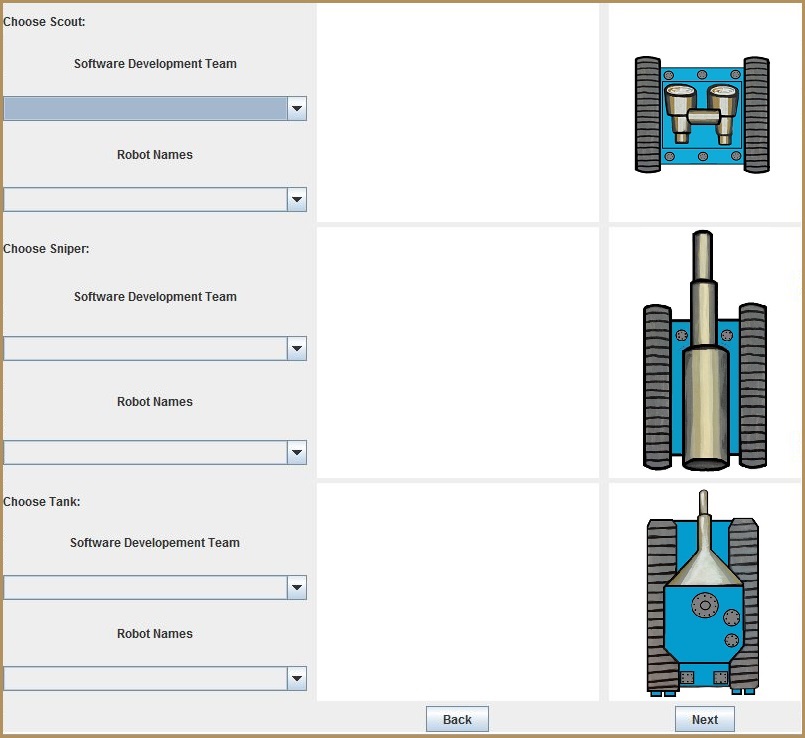 Choose Scout:
Software Development Team
Robot Names
Choose Sniper:
Software Development Team
Robot Names
Choose Tank:
Software Developement Team
Robot Names
Back
Next